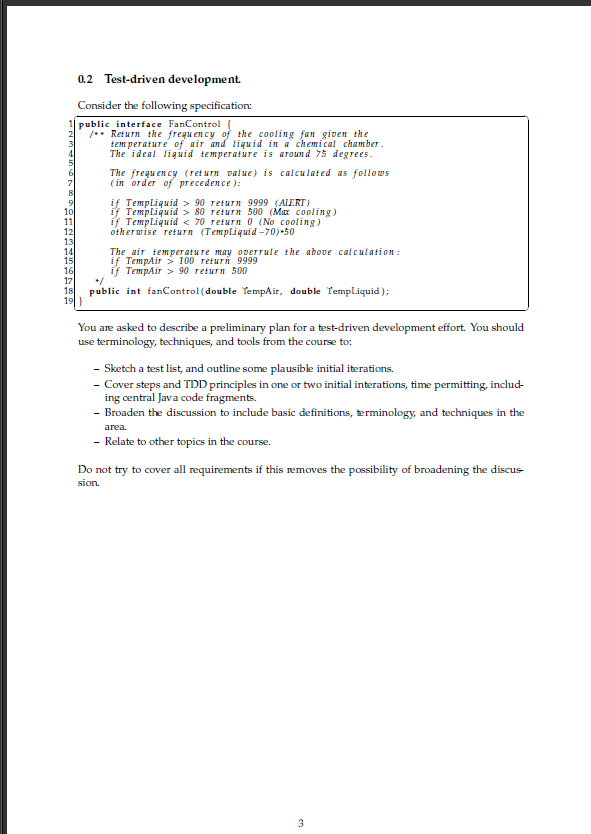 0.2 Test-driven development.
Consider the following specification:
1 public interface FanControl {
2 /** Return the frequency of the cooling fan given the
3 temperature of air and liquid in a chemical chamber.
4 The ideal liquid temperature is around 75 degrees.
5
6 The frequency (return value) is calculated as follows
7 (in order of precedence):
8
9 if TempLiquid > 90 return 9999 (ALERT)
10 if TempLiquid > 80 return 500 (Max cooling)
11 if TempLiquid < 70 return 0 (No cooling)
12 otherwise return (TempLiquid-70)*50
13
14 The air temperature may overrule the above calculation:
15 if TempAir > 100 return 9999
16 if TempAir > 90 return 500
17 */
18 public int fanControl(double TempAir, double TempLiquid);
19 }
You are asked to describe a preliminary plan for a test-driven development effort. You should
use terminology, techniques, and tools from the course to:
– Sketch a test list, and outline some plausible initial iterations.
– Cover steps and TDD principles in one or two initial interations, time permitting, includ-
ing central Java code fragments.
– Broaden the discussion to include basic definitions, terminology, and techniques in the
area.
– Relate to other topics in the course.
Do not try to cover all requirements if this removes the possibility of broadening the discus-
sion.
3